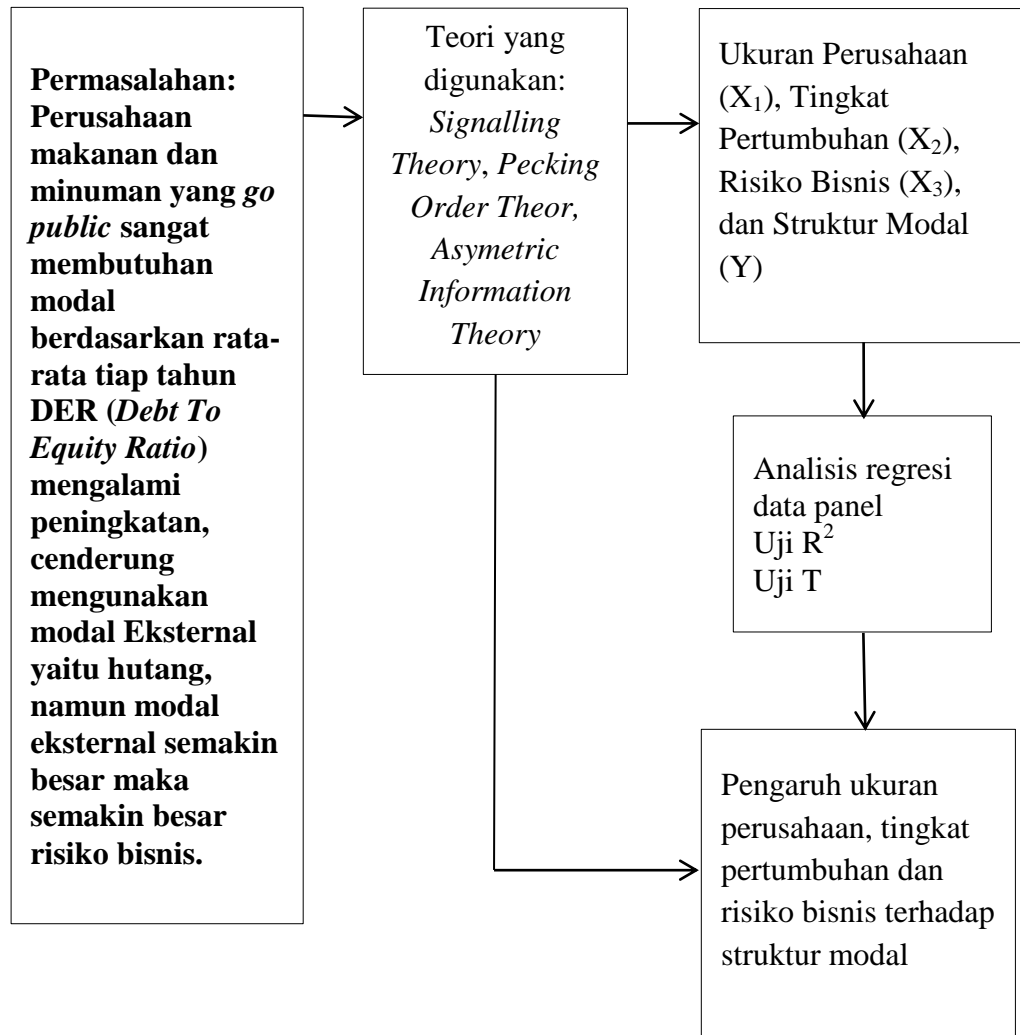 Permasalahan:
Perusahaan
makanan dan
minuman yang go
public sangat
membutuhan
modal
berdasarkan rata-
rata tiap tahun
DER (Debt To
Equity Ratio)
mengalami
peningkatan,
cenderung
mengunakan
modal Eksternal
yaitu hutang,
namun modal
eksternal semakin
besar maka
semakin besar
risiko bisnis.
Teori yang
digunakan:
Signalling
Theory, Pecking
Order Theor,
Asymetric
Information
Theory
Ukuran Perusahaan
(X₁), Tingkat
Pertumbuhan (X₂),
Risiko Bisnis (X₃),
dan Struktur Modal
(Y)
Analisis regresi
data panel
Uji R²
Uji T
Pengaruh ukuran
perusahaan, tingkat
pertumbuhan dan
risiko bisnis terhadap
struktur modal